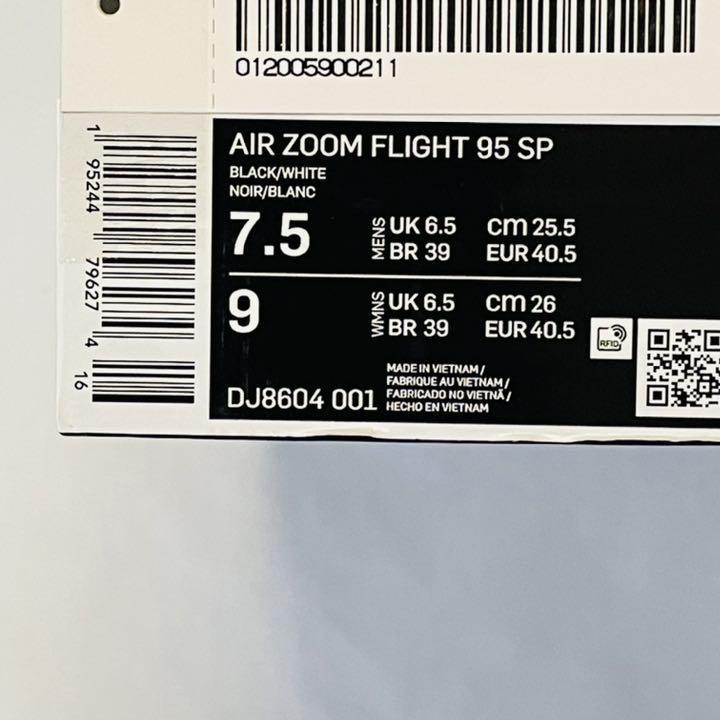 012005900211
1 95244 79627 4 16
AIR ZOOM FLIGHT 95 SP
BLACK/WHITE
NOIR/BLANC
7.5 MENS UK 6.5 cm 25.5
BR 39 EUR 40.5
9 WMNS UK 6.5 cm 26
BR 39 EUR 40.5
RFID
DJ8604 001
MADE IN VIETNAM /
FABRIQUE AU VIETNAM /
FABRICADO NO VIETNÃ /
HECHO EN VIETNAM